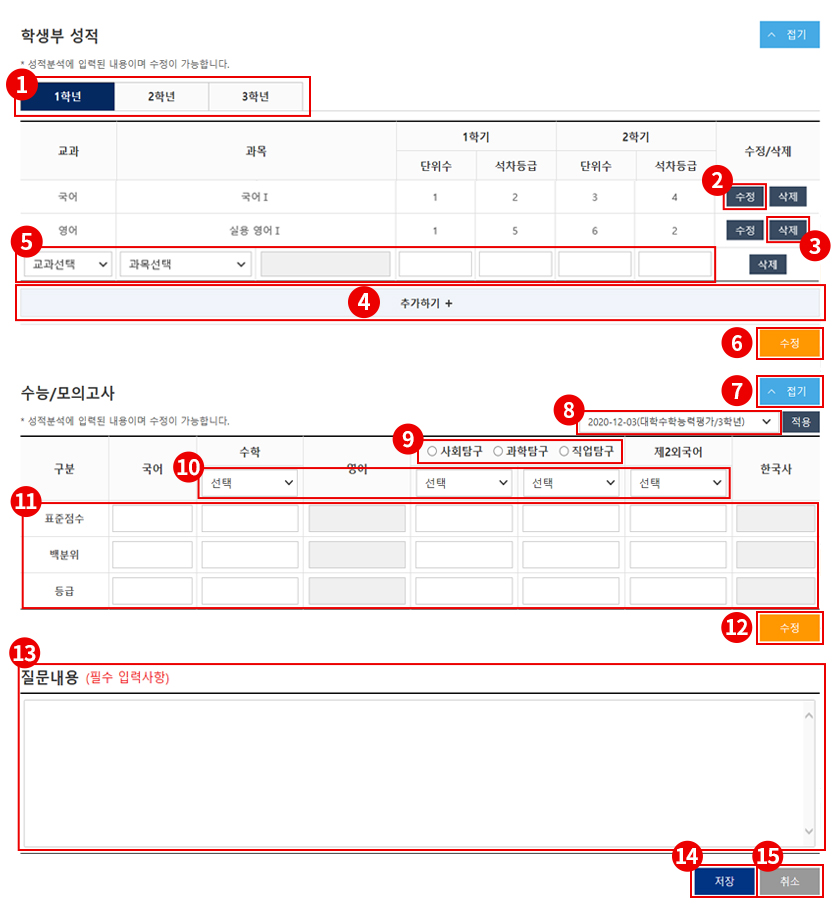 학생부 성적
^ 접기
* 성적분석에 입력된 내용이며 수정이 가능합니다.
1
1학년 2학년 3학년
교과 과목 1학기 2학기 수정/삭제
단위수 석차등급 단위수 석차등급
2
국어 국어 I 1 2 3 4 수정 삭제
영어 실용 영어 I 1 5 6 2 수정 삭제
5 3
교과선택 과목선택 삭제
4 추가하기 +
6 수정
수능/모의고사
7 ^ 접기
* 성적분석에 입력된 내용이며 수정이 가능합니다.
8 2020-12-03(대학수학능력평가/3학년) 적용
구분 국어 수학 영어 9 사회탐구 과학탐구 직업탐구 제2외국어 한국사
10 선택 선택 선택 선택
11
표준점수
백분위
등급
12 수정
13
질문내용 (필수 입력사항)
14 저장 15 취소